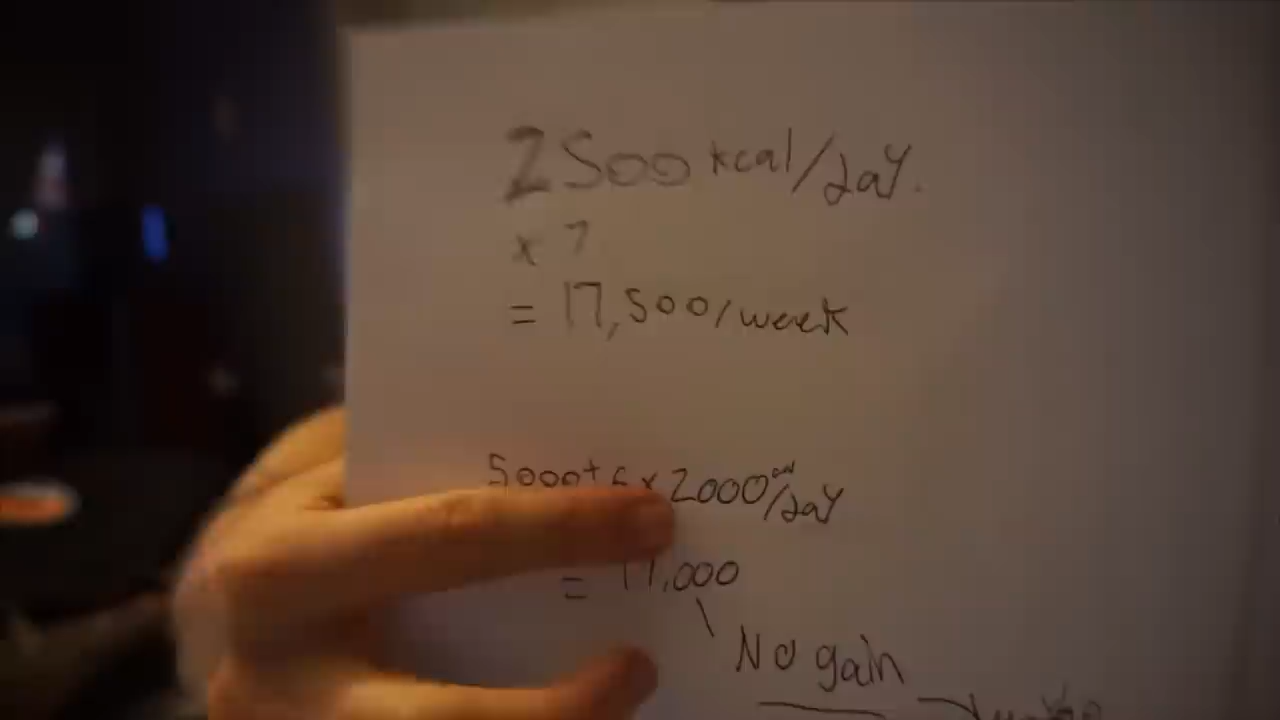 2500 kcal/day.
x 7
= 17,500/week
5000 + 6 x 2000 cal/day
= 17,000
No gain